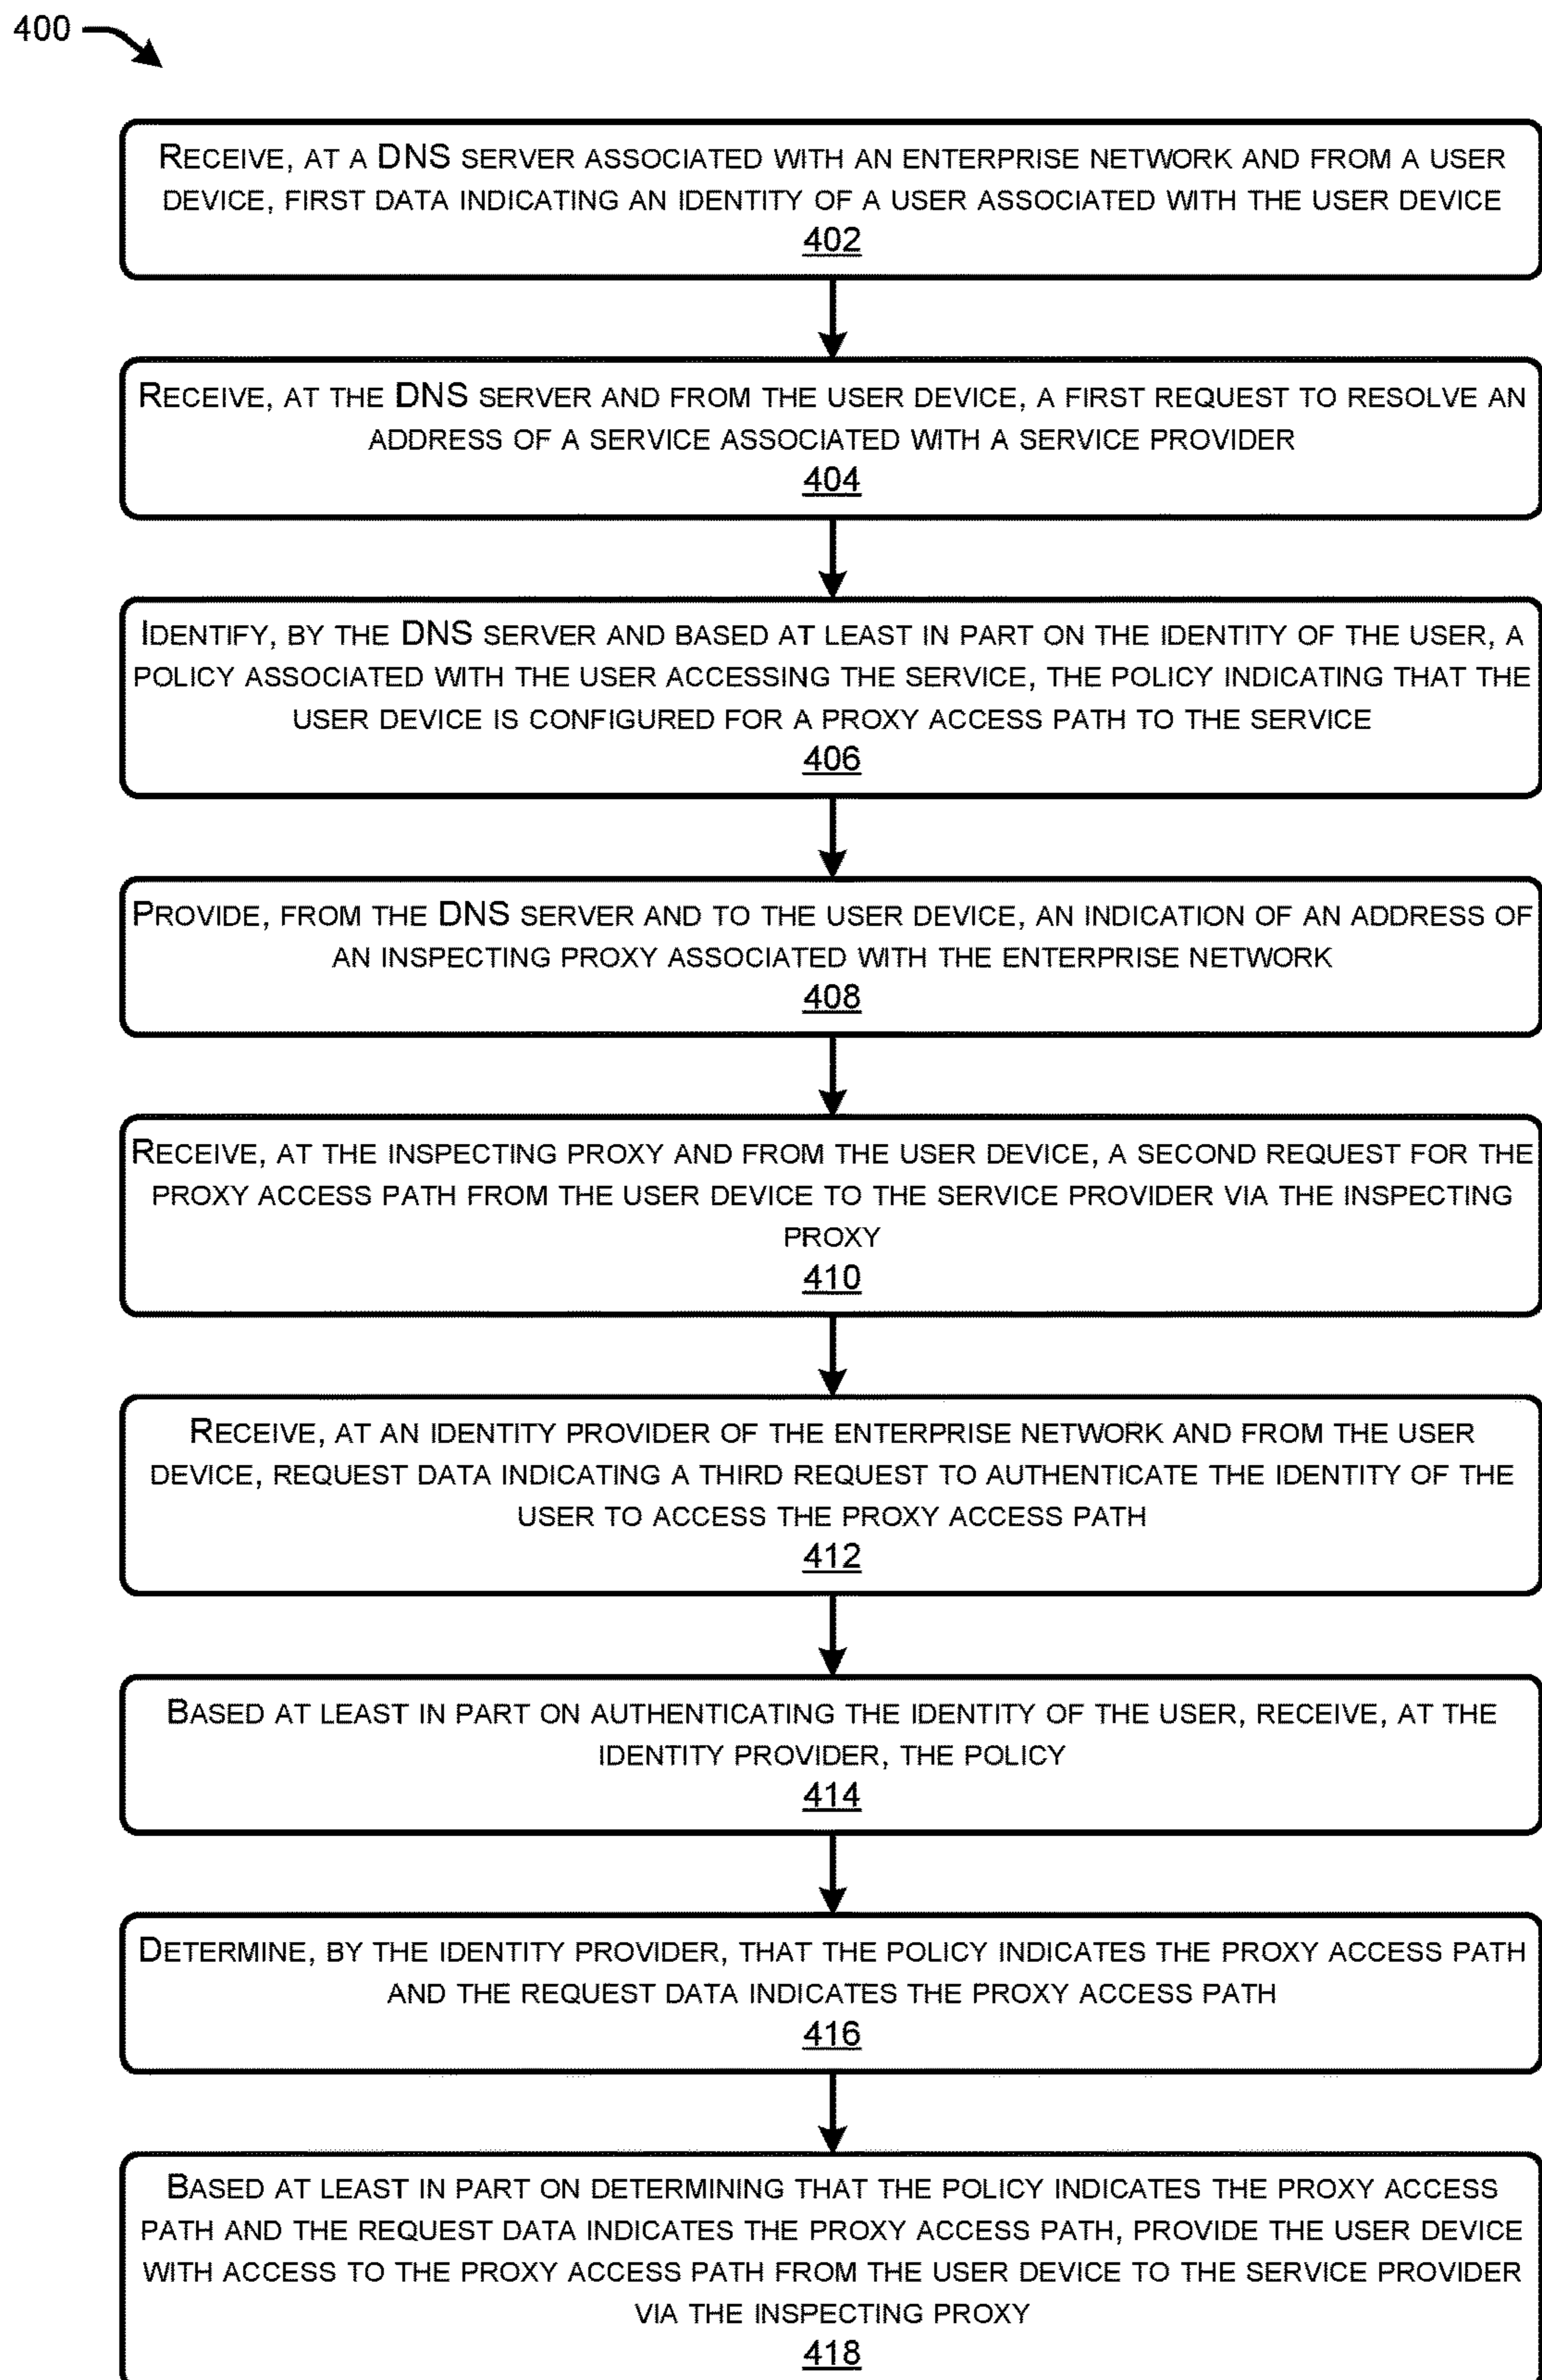 400
RECEIVE, AT A DNS SERVER ASSOCIATED WITH AN ENTERPRISE NETWORK AND FROM A USER
DEVICE, FIRST DATA INDICATING AN IDENTITY OF A USER ASSOCIATED WITH THE USER DEVICE
402
RECEIVE, AT THE DNS SERVER AND FROM THE USER DEVICE, A FIRST REQUEST TO RESOLVE AN
ADDRESS OF A SERVICE ASSOCIATED WITH A SERVICE PROVIDER
404
IDENTIFY, BY THE DNS SERVER AND BASED AT LEAST IN PART ON THE IDENTITY OF THE USER, A
POLICY ASSOCIATED WITH THE USER ACCESSING THE SERVICE, THE POLICY INDICATING THAT THE
USER DEVICE IS CONFIGURED FOR A PROXY ACCESS PATH TO THE SERVICE
406
PROVIDE, FROM THE DNS SERVER AND TO THE USER DEVICE, AN INDICATION OF AN ADDRESS OF
AN INSPECTING PROXY ASSOCIATED WITH THE ENTERPRISE NETWORK
408
RECEIVE, AT THE INSPECTING PROXY AND FROM THE USER DEVICE, A SECOND REQUEST FOR THE
PROXY ACCESS PATH FROM THE USER DEVICE TO THE SERVICE PROVIDER VIA THE INSPECTING
PROXY
410
RECEIVE, AT AN IDENTITY PROVIDER OF THE ENTERPRISE NETWORK AND FROM THE USER
DEVICE, REQUEST DATA INDICATING A THIRD REQUEST TO AUTHENTICATE THE IDENTITY OF THE
USER TO ACCESS THE PROXY ACCESS PATH
412
BASED AT LEAST IN PART ON AUTHENTICATING THE IDENTITY OF THE USER, RECEIVE, AT THE
IDENTITY PROVIDER, THE POLICY
414
DETERMINE, BY THE IDENTITY PROVIDER, THAT THE POLICY INDICATES THE PROXY ACCESS PATH
AND THE REQUEST DATA INDICATES THE PROXY ACCESS PATH
416
BASED AT LEAST IN PART ON DETERMINING THAT THE POLICY INDICATES THE PROXY ACCESS
PATH AND THE REQUEST DATA INDICATES THE PROXY ACCESS PATH, PROVIDE THE USER DEVICE
WITH ACCESS TO THE PROXY ACCESS PATH FROM THE USER DEVICE TO THE SERVICE PROVIDER
VIA THE INSPECTING PROXY
418